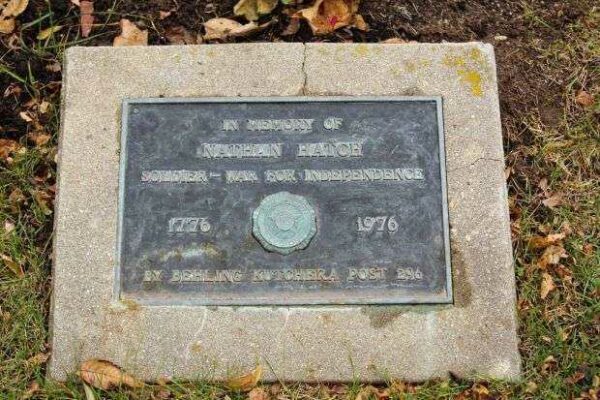 IN MEMORY OF
NATHAN HATCH
SOLDIER - WAR FOR INDEPENDENCE
1776 1976
BY BEHLING KUTCHERA POST 294